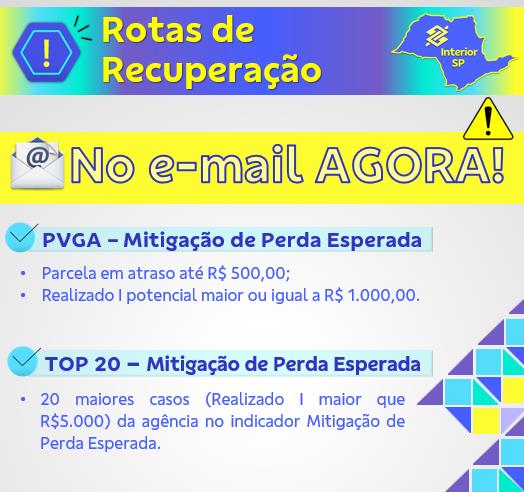 Rotas de
Recuperação
Interior
SP
No e-mail AGORA!
PVGA – Mitigação de Perda Esperada
• Parcela em atraso até R$ 500,00;
• Realizado I potencial maior ou igual a R$ 1.000,00.
TOP 20 – Mitigação de Perda Esperada
• 20 maiores casos (Realizado I maior que
R$5.000) da agência no indicador Mitigação de
Perda Esperada.